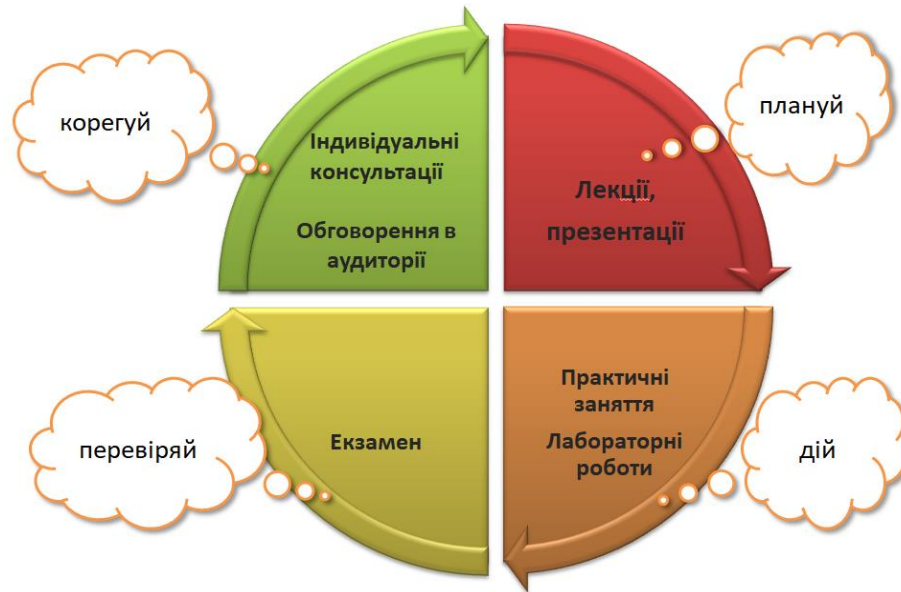 корегуй
плануй
Індивідуальні
консультації
Обговорення в
аудиторії
Лекції,
презентації
перевіряй
Екзамен
Практичні
заняття
Лабораторні
роботи
дій